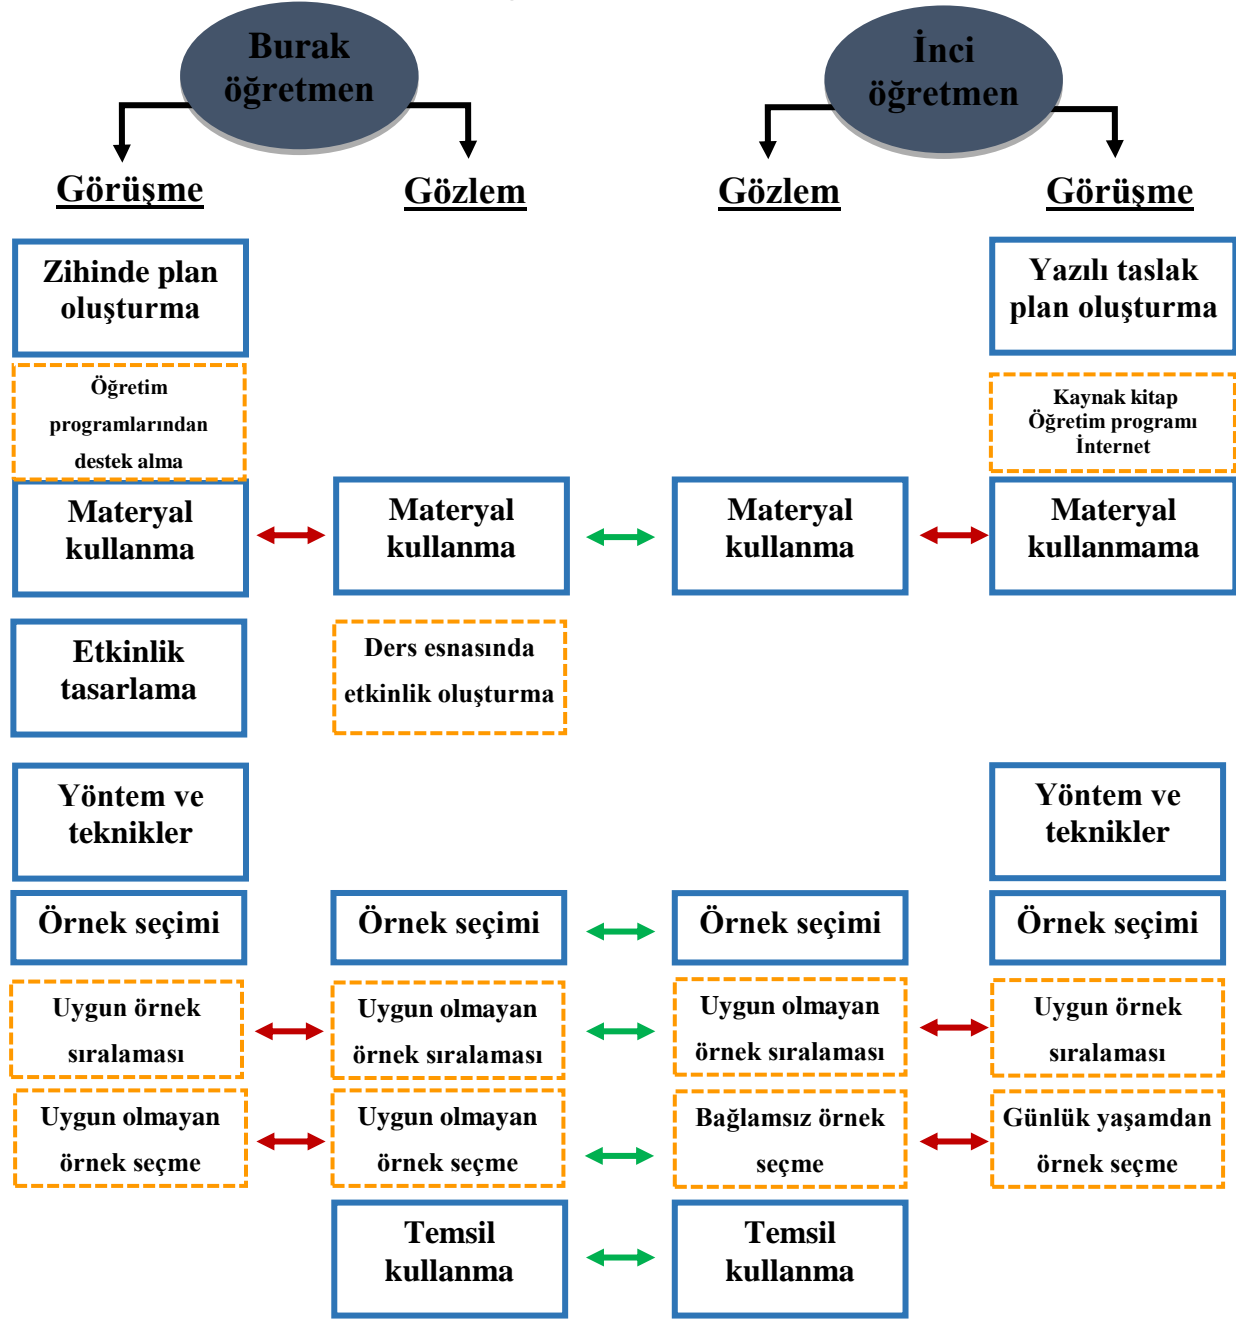 Burak
öğretmen
İnci
öğretmen
Görüşme
Gözlem
Gözlem
Görüşme
Zihinde plan
oluşturma
Yazılı taslak
plan oluşturma
Öğretim
programlarından
destek alma
Kaynak kitap
Öğretim programı
İnternet
Materyal
kullanma
Materyal
kullanma
Materyal
kullanma
Materyal
kullanmama
Etkinlik
tasarlama
Ders esnasında
etkinlik oluşturma
Yöntem ve
teknikler
Yöntem ve
teknikler
Örnek seçimi
Örnek seçimi
Örnek seçimi
Örnek seçimi
Uygun örnek
sıralaması
Uygun olmayan
örnek sıralaması
Uygun olmayan
örnek sıralaması
Uygun örnek
sıralaması
Uygun olmayan
örnek seçme
Uygun olmayan
örnek seçme
Bağlamsız örnek
seçme
Günlük yaşamdan
örnek seçme
Temsil
kullanma
Temsil
kullanma